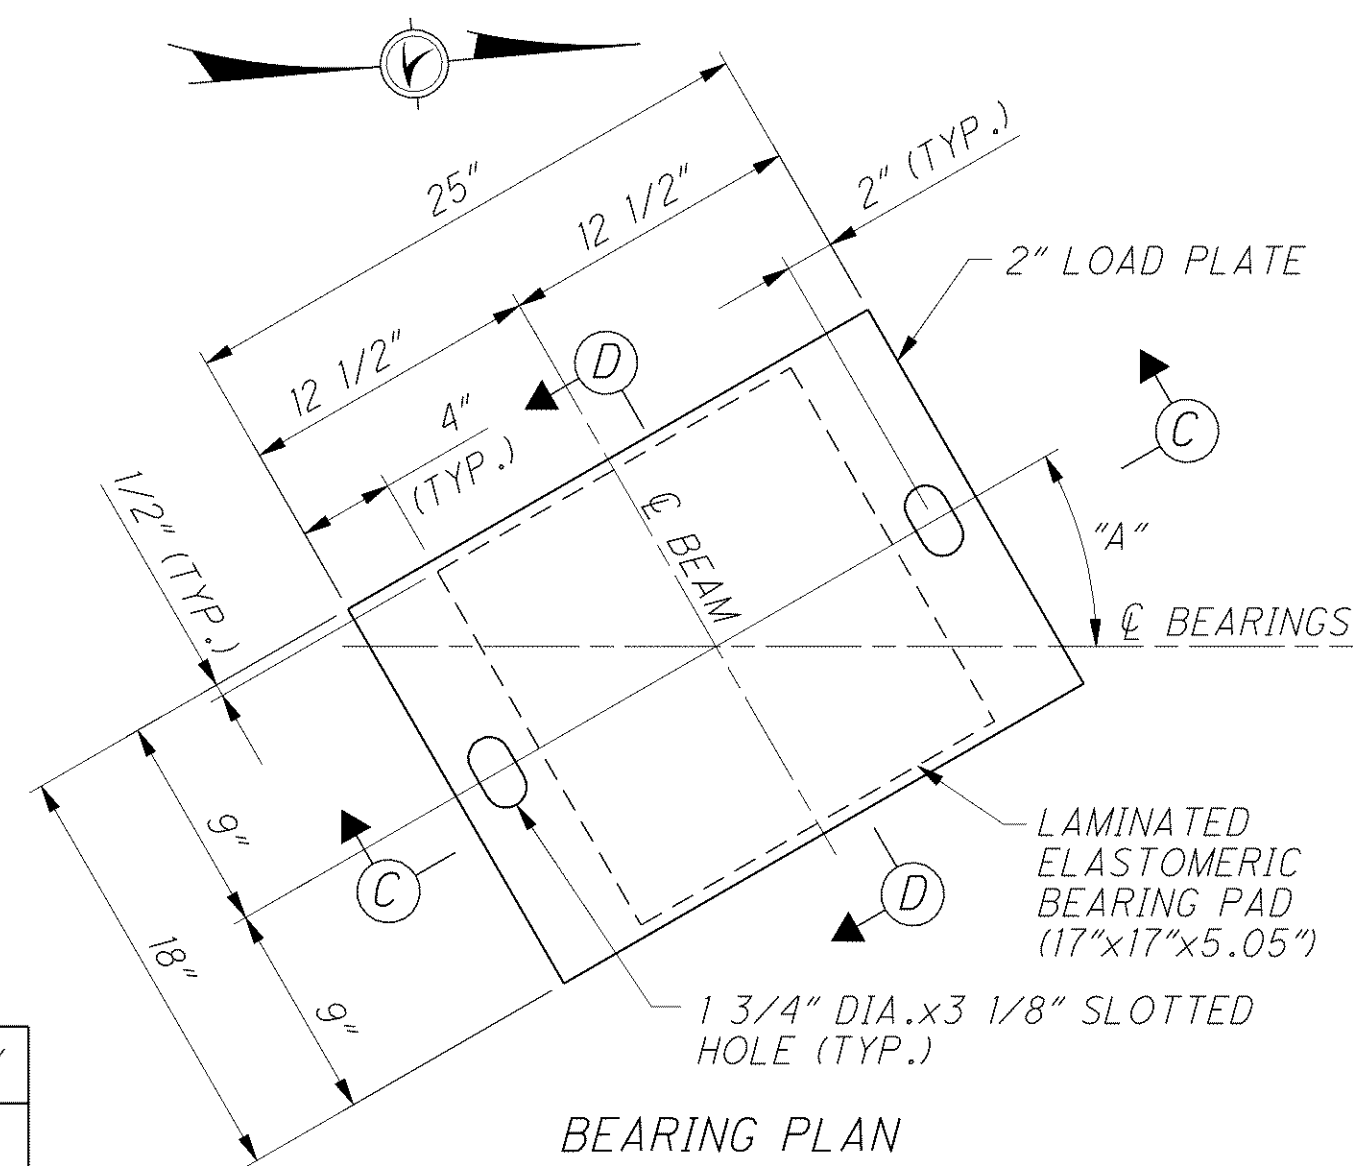 25"
12 1/2"
2" (TYP.)
2" LOAD PLATE
12 1/2"
D
4"
(TYP.)
C
1/2" (TYP.)
℄ BEAM
"A"
℄ BEARINGS
9"
C
D
LAMINATED
ELASTOMERIC
BEARING PAD
(17"x17"x5.05")
18"
9"
1 3/4" DIA.x3 1/8" SLOTTED
HOLE (TYP.)
BEARING PLAN